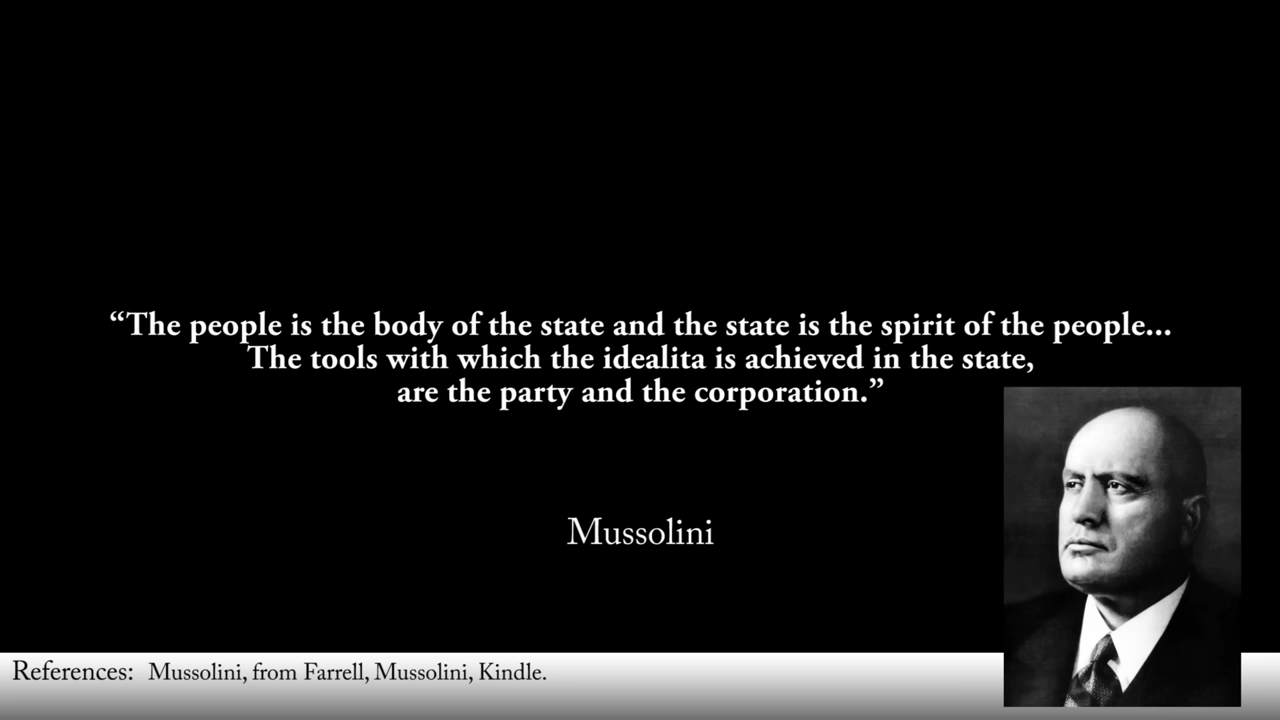 “The people is the body of the state and the state is the spirit of the people...
The tools with which the idealita is achieved in the state,
are the party and the corporation.”
Mussolini
References: Mussolini, from Farrell, Mussolini, Kindle.